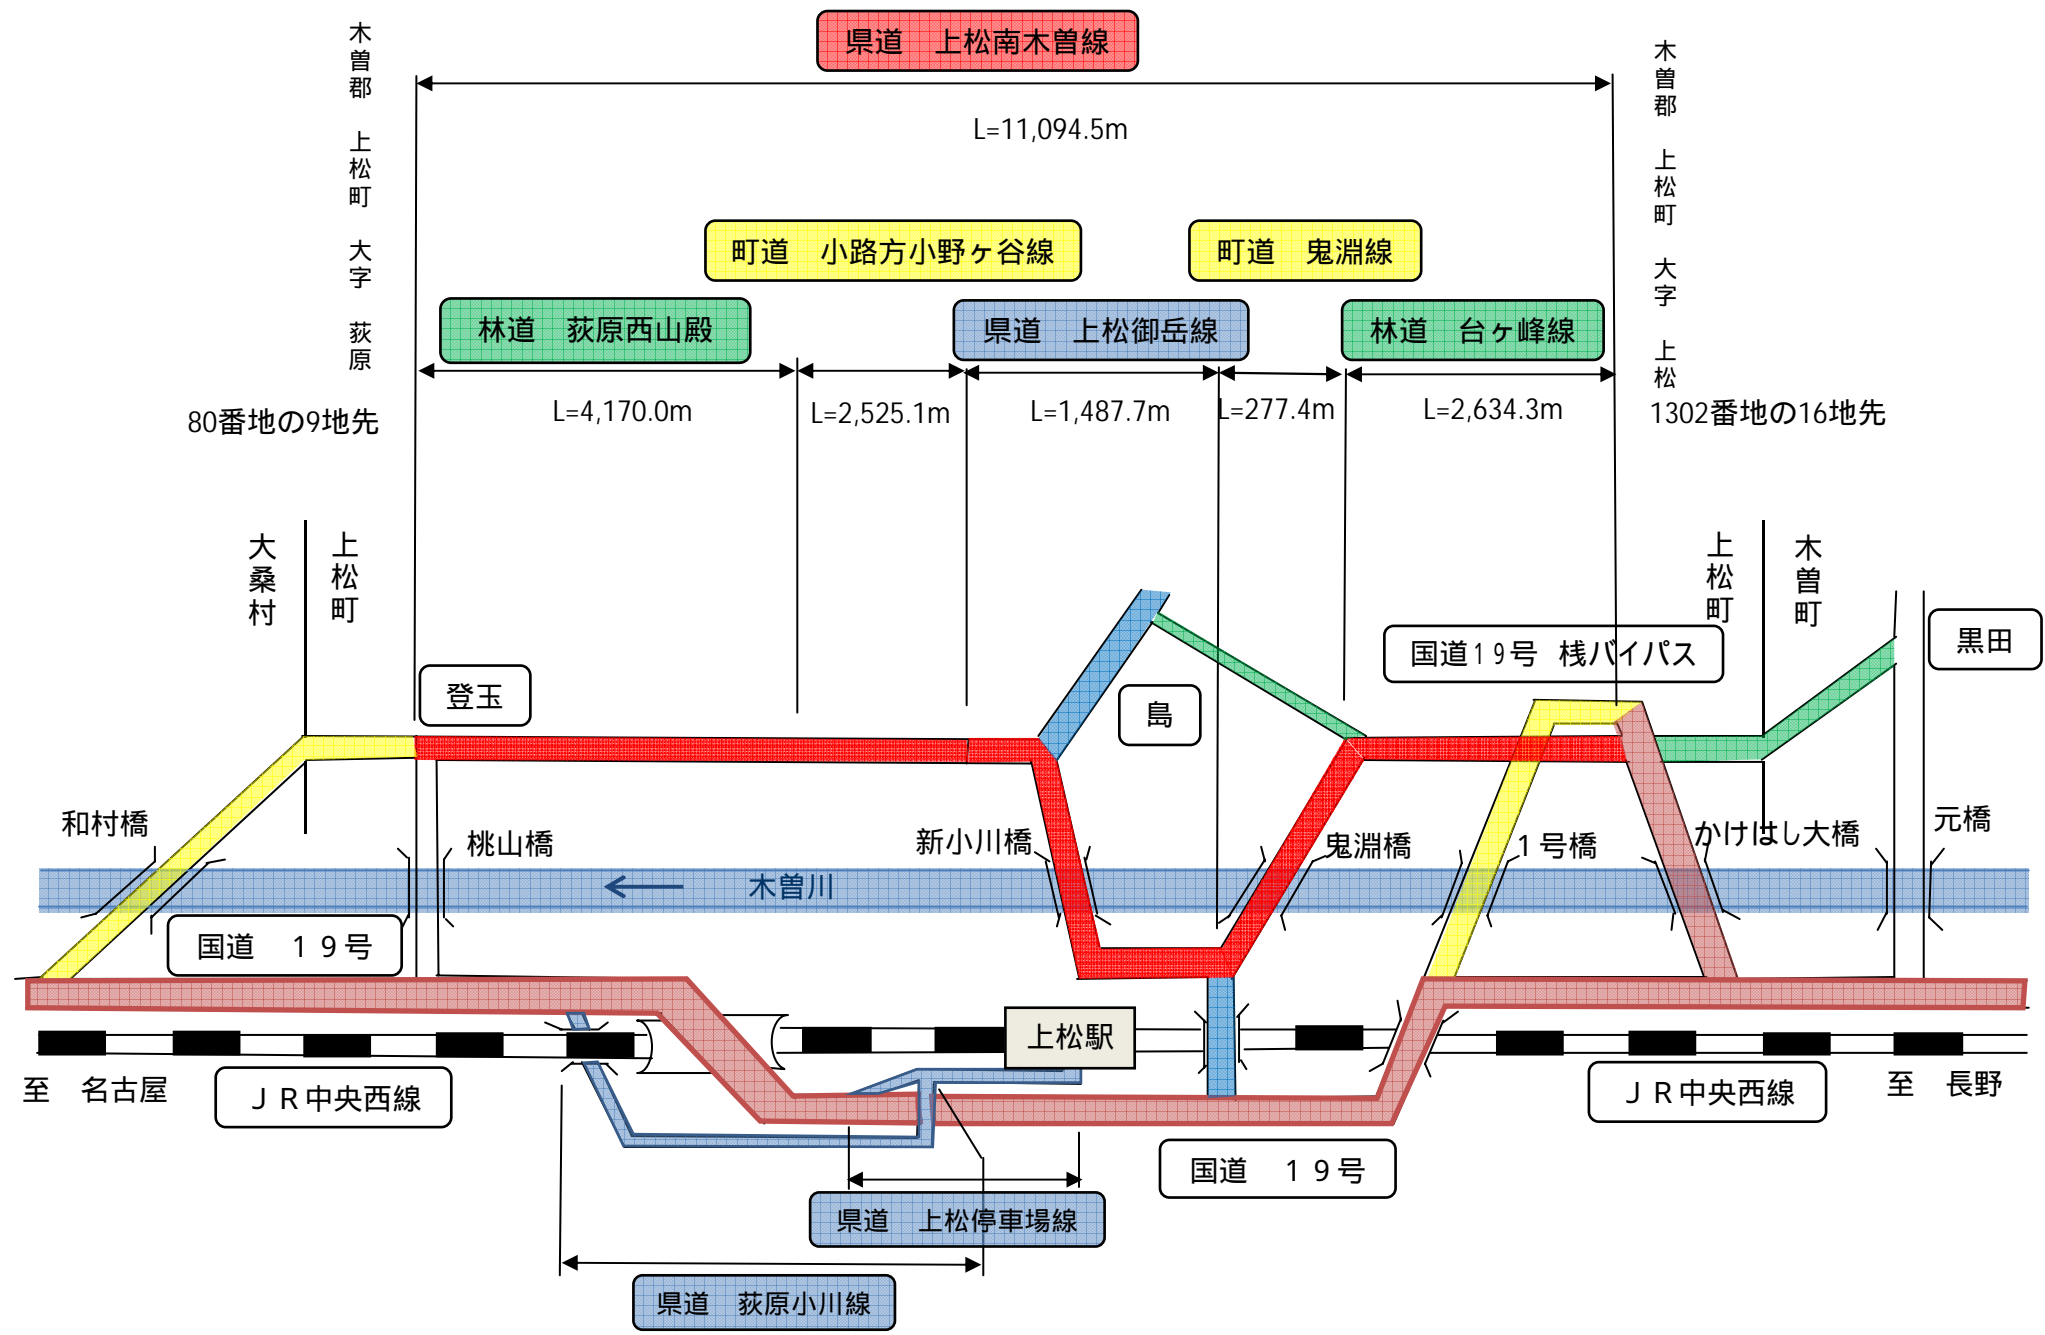 県道　上松南木曽線
木曽郡　上松町　大字　荻原
木曽郡　上松町　大字　上松
L=11,094.5m
町道　小路方小野ヶ谷線
町道　鬼淵線
林道　荻原西山殿
県道　上松御岳線
林道　台ヶ峰線
80番地の9地先
L=4,170.0m
L=2,525.1m
L=1,487.7m
L=277.4m
L=2,634.3m
1302番地の16地先
大桑村
上松町
上松町
木曽町
国道19号 桟バイパス
黒田
登玉
島
和村橋
桃山橋
新小川橋
鬼淵橋
1号橋
かけはし大橋
元橋
木曽川
国道　19号
上松駅
至　名古屋
JR中央西線
JR中央西線
至　長野
国道　19号
県道　上松停車場線
県道　荻原小川線